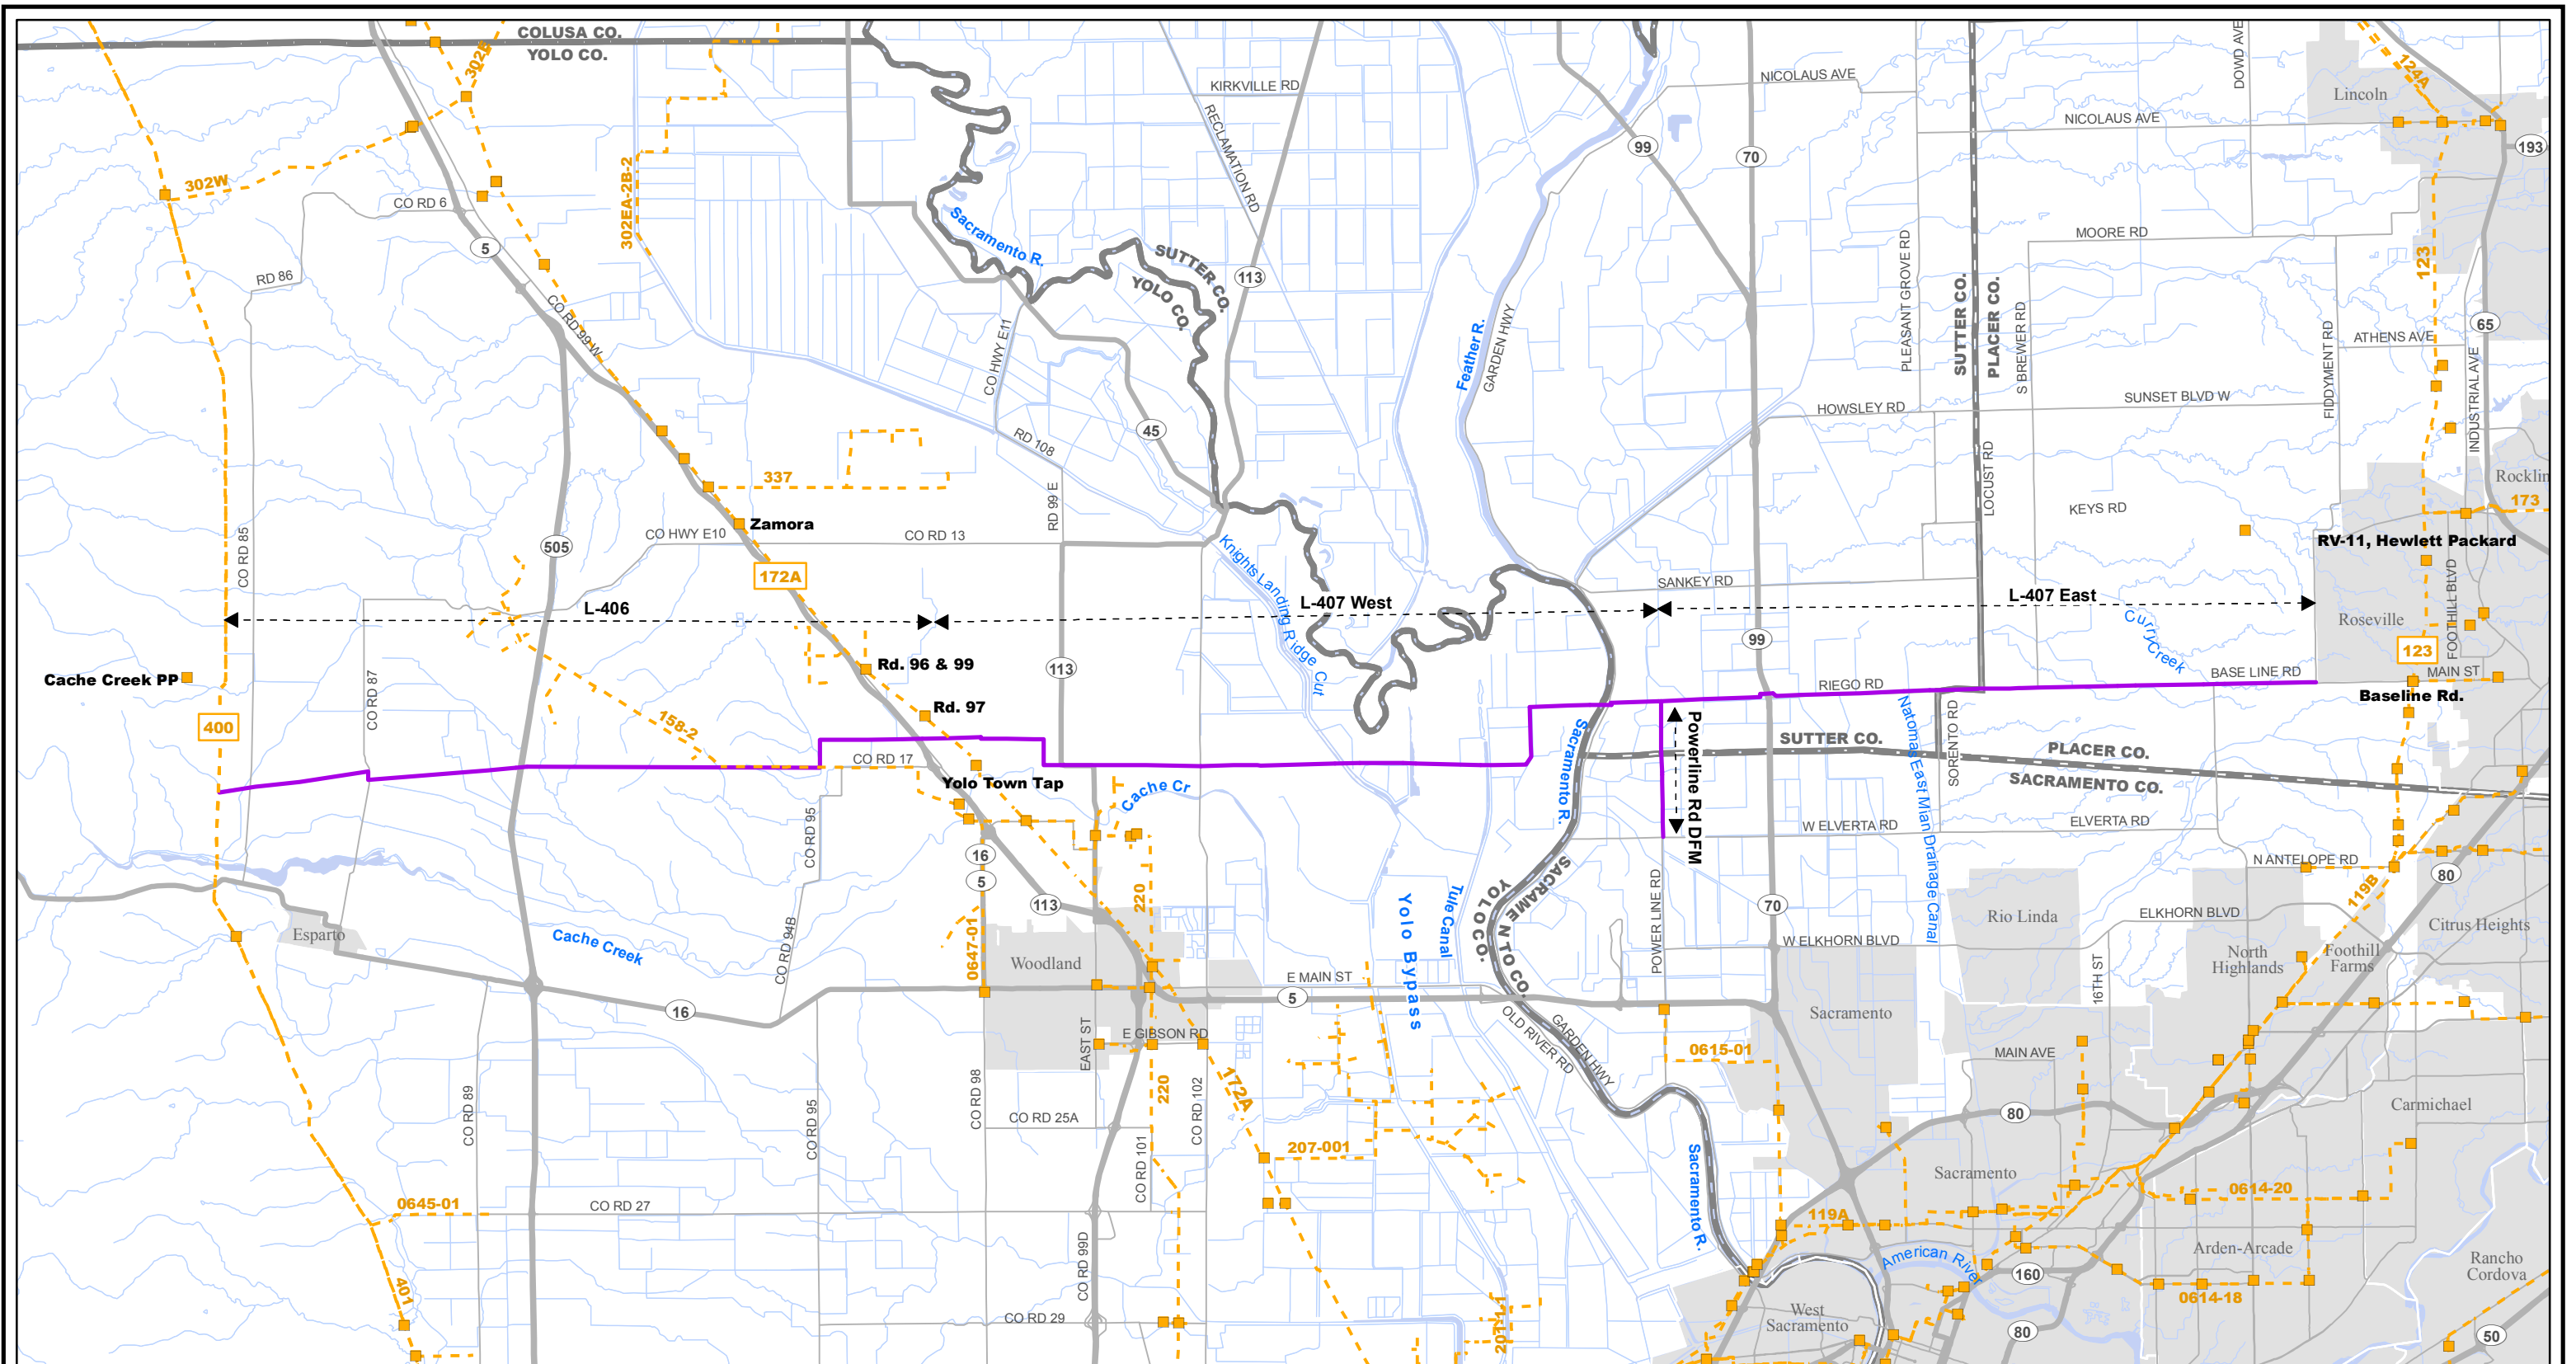 COLUSA CO.
YOLO CO.
302E
124A
DOWD AVE
NICOLAUS AVE
KIRKVILLE RD
Lincoln
RECLAMATION RD
NICOLAUS AVE
99
70
193
302W
302EA-2B-2
CO RD 6
5
Sacramento R.
SUTTER CO.
YOLO CO.
113
MOORE RD
PLEASANT GROVE RD
SUTTER CO.
PLACER CO.
S BREWER RD
123
RD 86
CO RD 99 W
CO HWY E11
Feather R.
GARDEN HWY
FIDDYMENT RD
ATHENS AVE
65
INDUSTRIAL AVE
45
RD 108
HOWSLEY RD
SUNSET BLVD W
LOCUST RD
337
Rocklin
173
RD 99 E
KEYS RD
Zamora
CO HWY E10
CO RD 13
RV-11, Hewlett Packard
CO RD 85
505
172A
Knights Landing Ridge Cut
SANKEY RD
L-406
L-407 West
L-407 East
Curry Creek
Roseville
FOOTHILL BLVD
99
123
Rd. 96 & 99
113
Cache Creek PP
CO RD 87
RIEGO RD
BASE LINE RD
MAIN ST
Baseline Rd.
Rd. 97
400
158-2
Powerline Rd DFM
Natomas East Mian Drainage Canal
SORENTO RD
SUTTER CO.
PLACER CO.
SACRAMENTO CO.
CO RD 17
Yolo Town Tap
Cache Cr
Sacramento R.
CO RD 95
W ELVERTA RD
ELVERTA RD
16
5
113
220
N ANTELOPE RD
80
119B
POWER LINE RD
SACRAMENTO CO.
YOLO CO.
Tule Canal
Yolo Bypass
70
Rio Linda
ELKHORN BLVD
Citrus Heights
Esparto
Cache Creek
CO RD 94B
0647-01
Woodland
W ELKHORN BLVD
North
Highlands
Foothill
Farms
16TH ST
E MAIN ST
5
16
OLD RIVER RD
GARDEN HWY
Sacramento
EAST ST
E GIBSON RD
0615-01
MAIN AVE
CO RD 89
CO RD 95
CO RD 98
CO RD 25A
220
CO RD 102
172A
80
Carmichael
CO RD 101
207-001
Sacramento R.
Sacramento
0614-20
0645-01
CO RD 27
119A
CO RD 99D
American River
Arden-Arcade
Rancho
Cordova
160
401
0614-18
CO RD 29
201-1-1
West
Sacramento
80
50